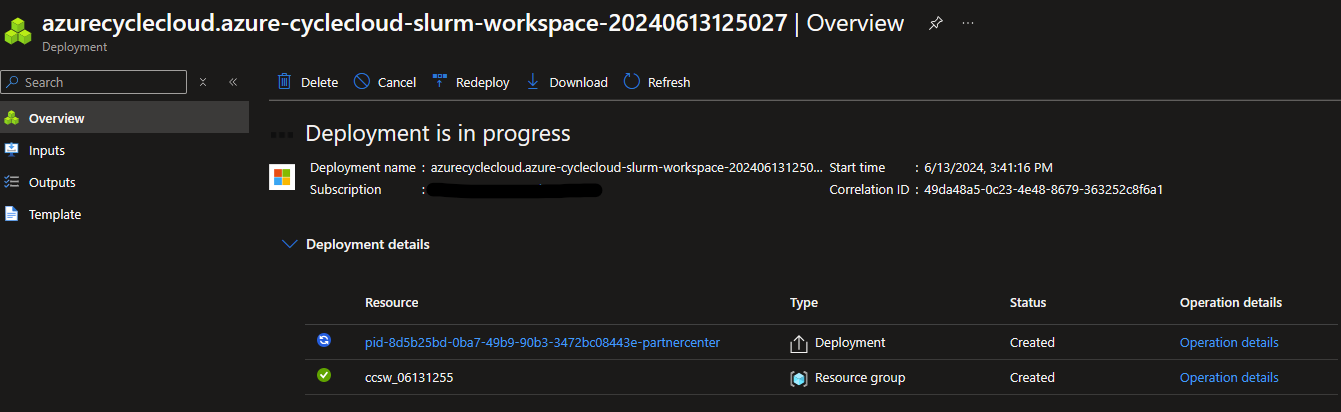 azurecyclecloud.azure-cyclecloud-slurm-workspace-20240613125027 | Overview
Deployment
Search
Delete Cancel Redeploy Download Refresh
Overview
Inputs
Outputs
Template
Deployment is in progress
Deployment name : azurecyclecloud.azure-cyclecloud-slurm-workspace-202406131250... Start time : 6/13/2024, 3:41:16 PM
Subscription : Correlation ID : 49da48a5-0c23-4e48-8679-363252c8f6a1
Deployment details
Resource Type Status Operation details
pid-8d5b25bd-0ba7-49b9-90b3-3472bc08443e-partnercenter Deployment Created Operation details
ccsw_06131255 Resource group Created Operation details